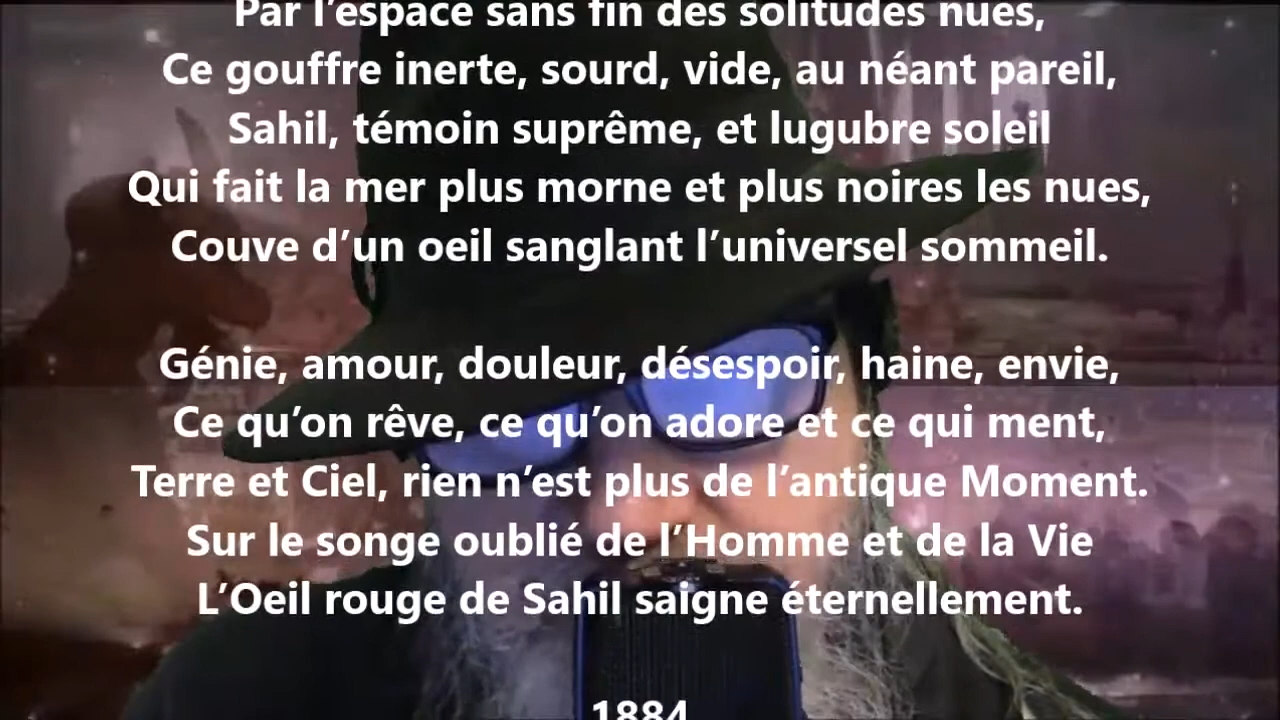 Par l’espace sans fin des solitudes nues,
Ce gouffre inerte, sourd, vide, au néant pareil,
Sahil, témoin suprême, et lugubre soleil
Qui fait la mer plus morne et plus noires les nues,
Couve d’un oeil sanglant l’universel sommeil.
Génie, amour, douleur, désespoir, haine, envie,
Ce qu’on rêve, ce qu’on adore et ce qui ment,
Terre et Ciel, rien n’est plus de l’antique Moment.
Sur le songe oublié de l’Homme et de la Vie
L’Oeil rouge de Sahil saigne éternellement.
1884